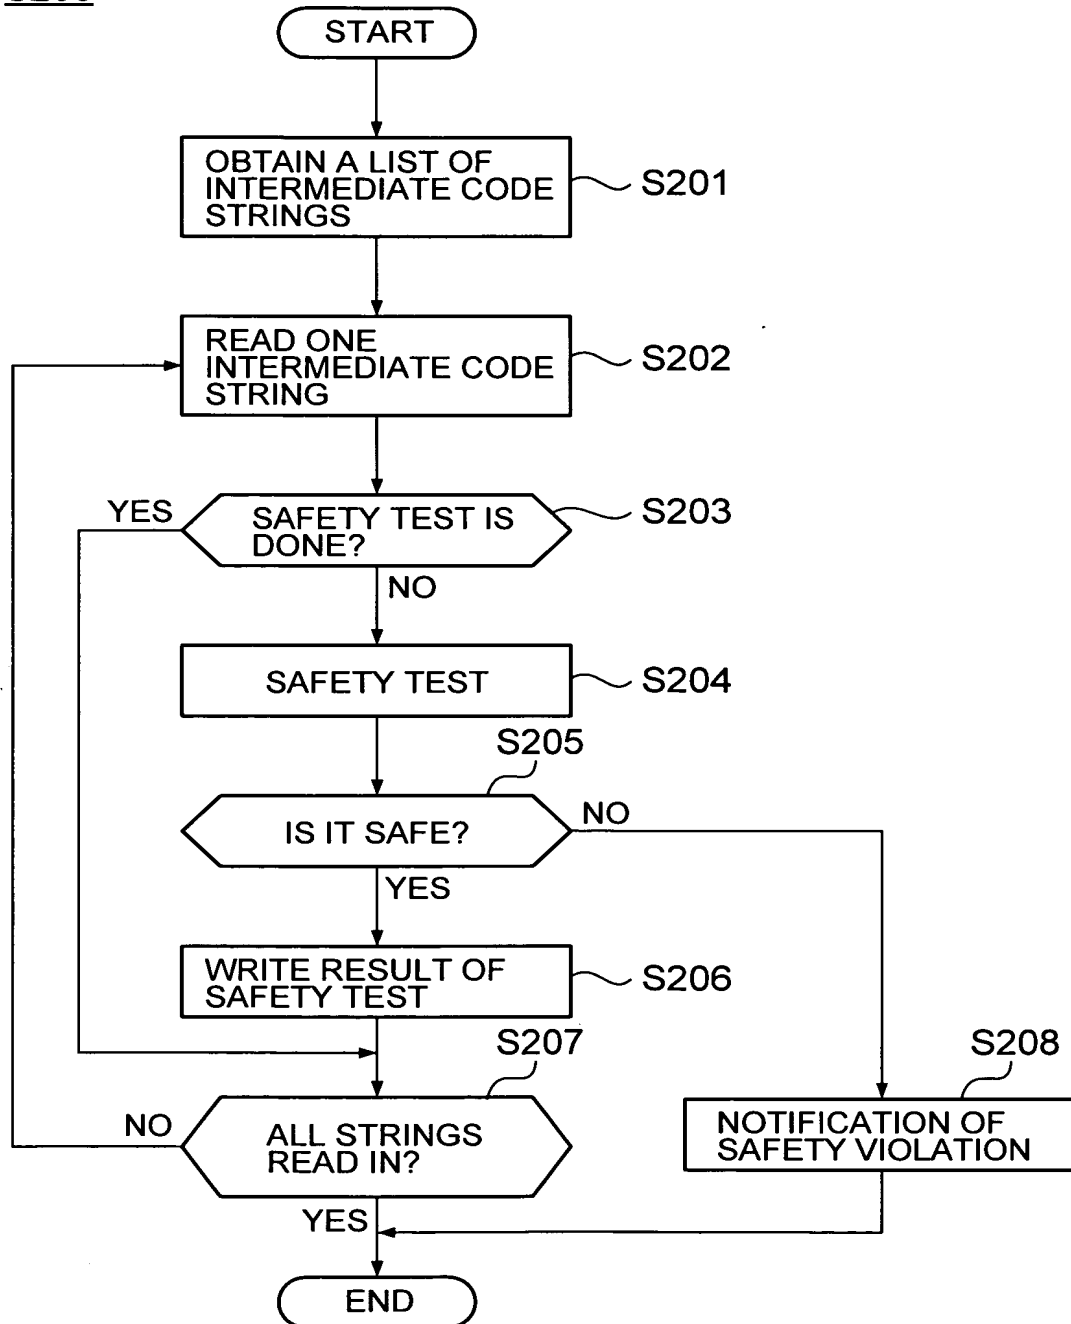 START
OBTAIN A LIST OF
INTERMEDIATE CODE
STRINGS
S201
READ ONE
INTERMEDIATE CODE
STRING
S202
YES
SAFETY TEST IS
DONE?
S203
NO
SAFETY TEST
S204
S205
IS IT SAFE?
NO
YES
WRITE RESULT OF
SAFETY TEST
S206
S207
S208
NO
ALL STRINGS
READ IN?
NOTIFICATION OF
SAFETY VIOLATION
YES
END